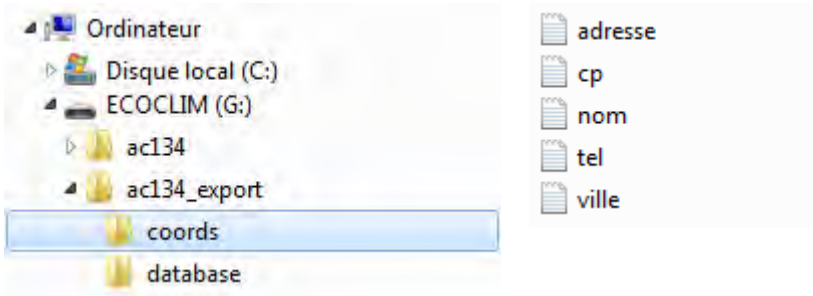 Ordinateur
Disque local (C:)
ECOCLIM (G:)
ac134
ac134_export
coords
database
adresse
cp
nom
tel
ville